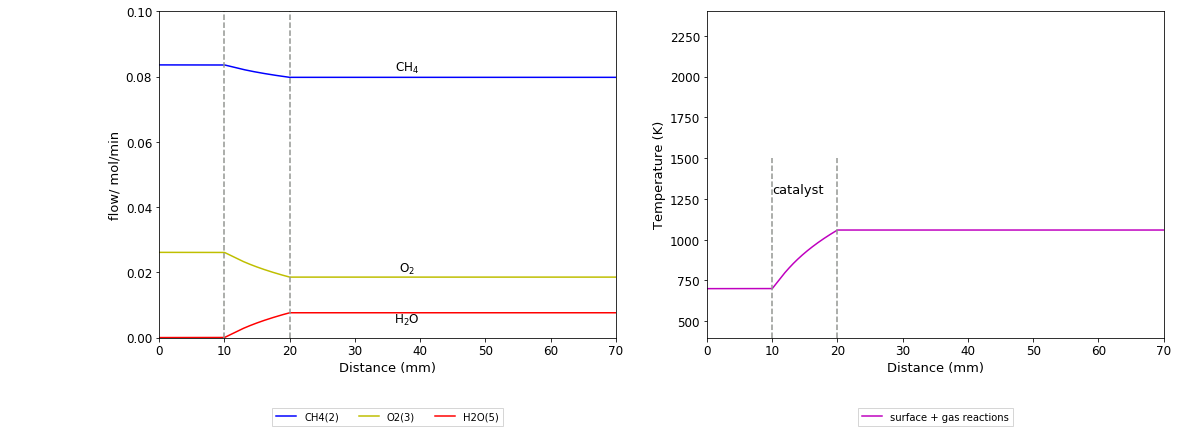 0.10
0.08
0.06
0.04
0.02
0.00
flow/ mol/min
CH₄
O₂
H₂O
0 10 20 30 40 50 60 70
Distance (mm)
CH4(2) O2(3) H2O(5)
2250
2000
1750
1500
1250
1000
750
500
Temperature (K)
catalyst
0 10 20 30 40 50 60 70
Distance (mm)
surface + gas reactions